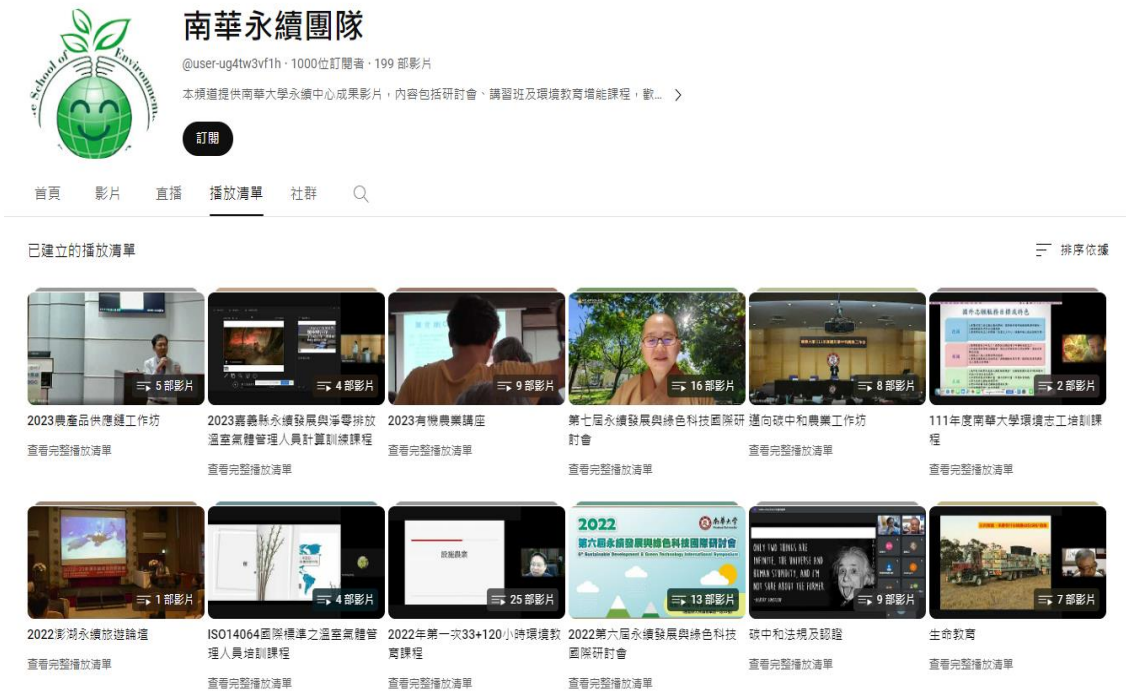 南華永續團隊
@user-ug4tw3vf1h · 1000位訂閱者 · 199 部影片
本頻道提供南華大學永續中心成果影片，內容包括研討會、講習班及環境教育增能課程，歡...
訂閱
首頁 影片 直播 播放清單 社群
已建立的播放清單 排序依據
5 部影片 4 部影片 9 部影片 16 部影片 8 部影片 2 部影片
2023農產品供應鏈工作坊
查看完整播放清單
2023嘉義縣永續發展與淨零排放
溫室氣體管理人員計算訓練課程
查看完整播放清單
2023有機農業講座
查看完整播放清單
第七屆永續發展與綠色科技國際研
討會
查看完整播放清單
邁向碳中和農業工作坊
查看完整播放清單
111年度南華大學環境志工培訓課
程
查看完整播放清單
設施農業
2022
南華大學
第六屆永續發展與綠色科技國際研討會
6th Sustainable Development & Green Technology International Symposium
ONLY TWO THINGS ARE
INFINITE, THE UNIVERSE AND
HUMAN STUPIDITY, AND I'M
NOT SURE ABOUT THE FORMER.
1 部影片 4 部影片 25 部影片 13 部影片 9 部影片 7 部影片
2022澎湖永續旅遊論壇
查看完整播放清單
ISO14064國際標準之溫室氣體管
理人員培訓課程
查看完整播放清單
2022年第一次33+120小時環境教
育課程
查看完整播放清單
2022第六屆永續發展與綠色科技
國際研討會
查看完整播放清單
碳中和法規及認證
查看完整播放清單
生命教育
查看完整播放清單